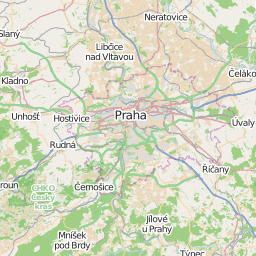 Neratovice
Slaný
Libčice
nad Vltavou
Kladno
Čeláko
Unhošť
Hostivice
Praha
Úvaly
Rudná
Říčany
roun
CHKO
Český
kras
Černošice
Jílové
u Prahy
Mníšek
pod Brdy
Týnec